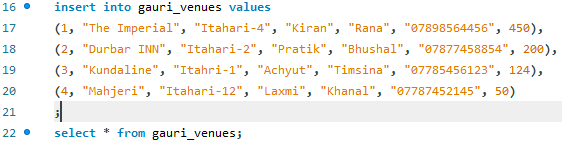 16 insert into gauri_venues values
17 (1, "The Imperial", "Itahari-4", "Kiran", "Rana", "07898564456", 450),
18 (2, "Durbar INN", "Itahari-2", "Pratik", "Bhushal", "07877458854", 200),
19 (3, "Kundaline", "Itahri-1", "Achyut", "Timsina", "07785456123", 124),
20 (4, "Mahjeri", "Itahari-12", "Laxmi", "Khanal", "07787452145", 50)
21 ;
22 select * from gauri_venues;